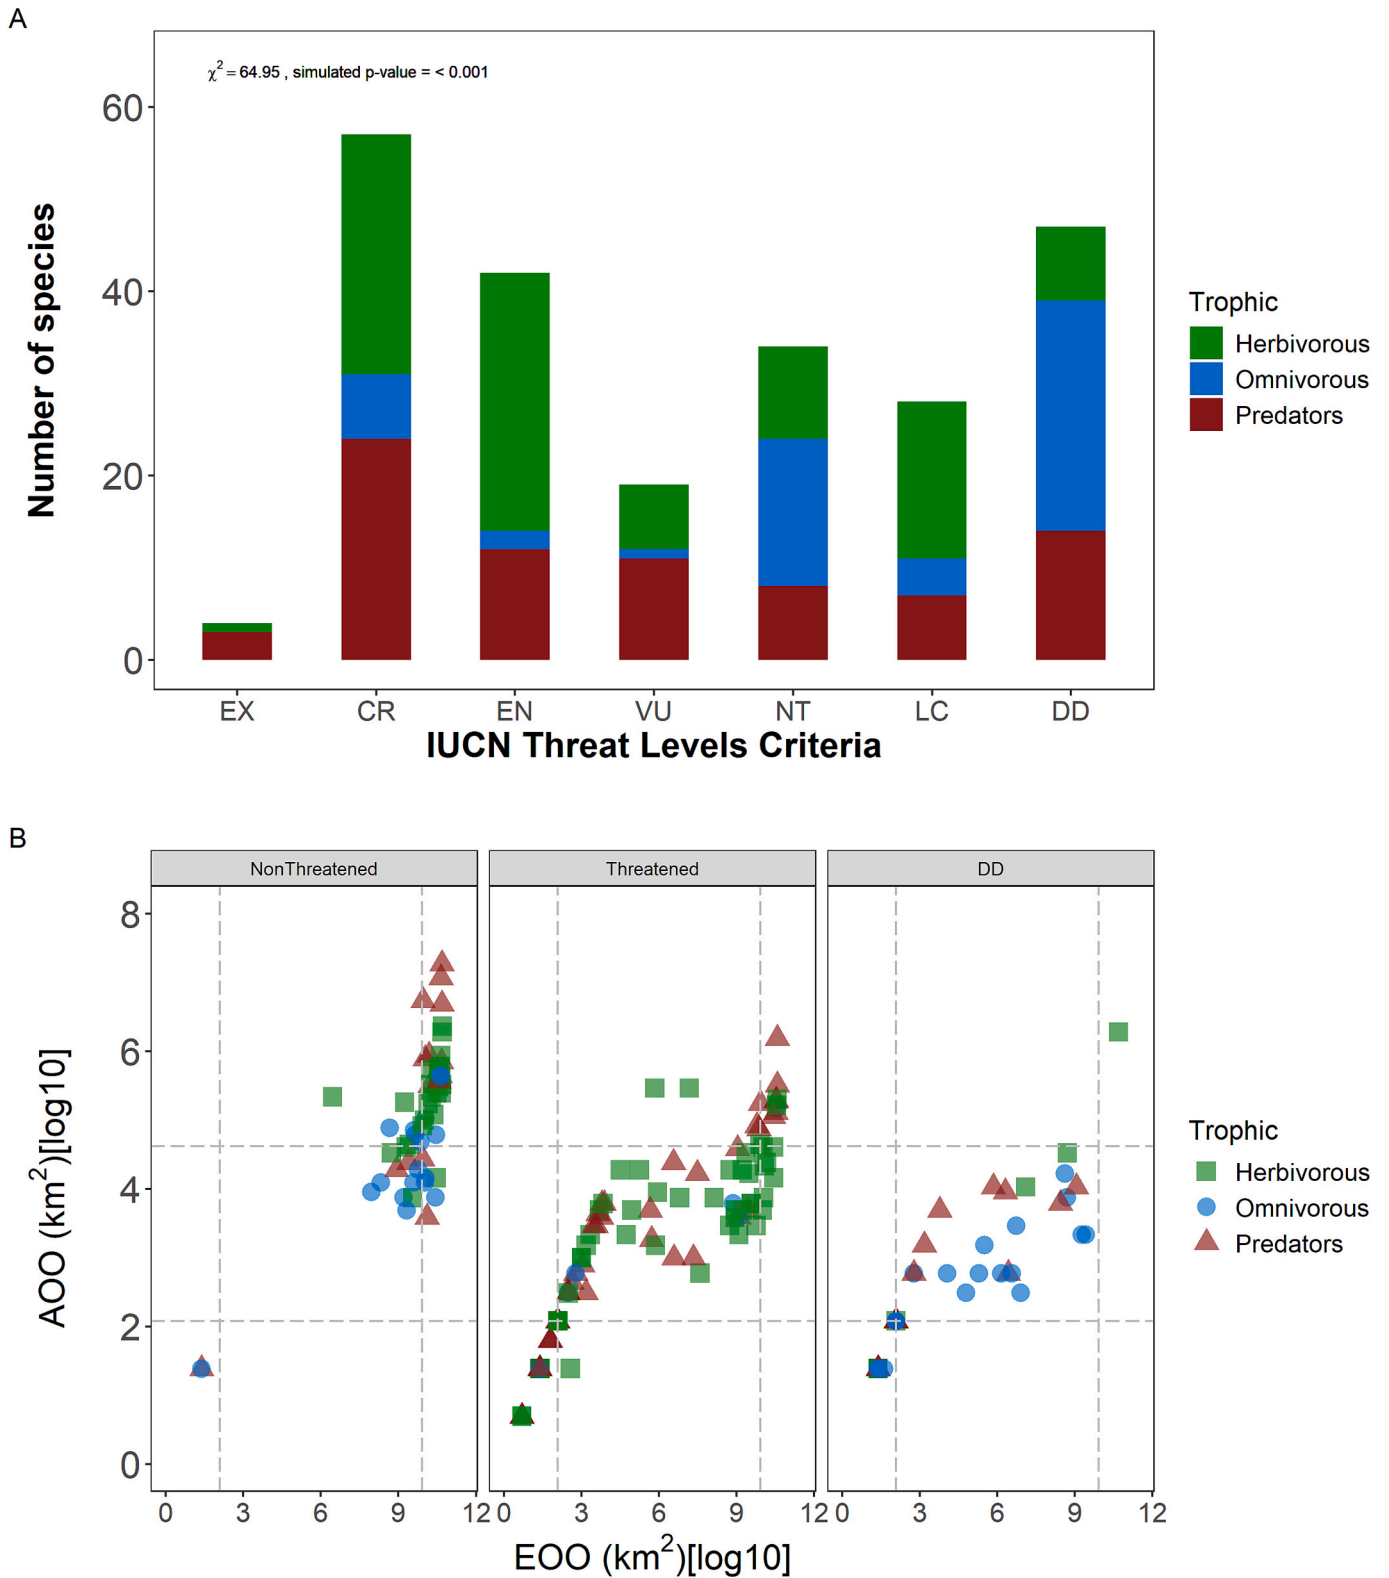 A
χ² = 64.95 , simulated p-value = < 0.001
60
40
20
0
Number of species
EX CR EN VU NT LC DD
IUCN Threat Levels Criteria
Trophic
Herbivorous
Omnivorous
Predators
B
NonThreatened Threatened DD
8
6
4
2
0
AOO (km²)[log10]
0 3 6 9 12 0 3 6 9 12 0 3 6 9 12
EOO (km²)[log10]
Trophic
Herbivorous
Omnivorous
Predators